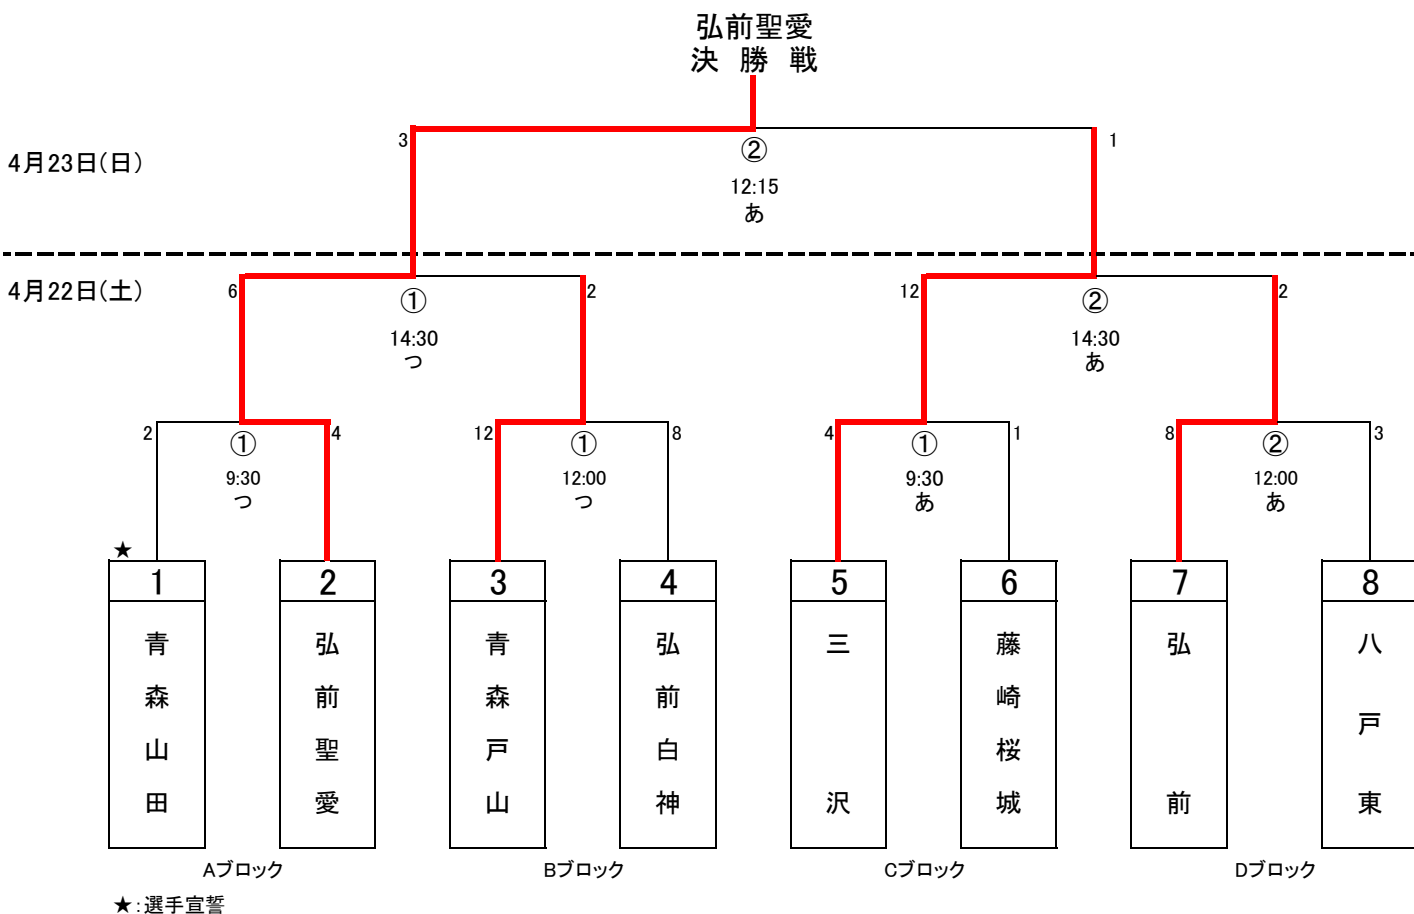 弘前聖愛
決勝戦
3
1
4月23日(日)
②
12:15
あ
4月22日(土)
6
2
12
2
①
②
14:30
14:30
つ
あ
2
4
12
8
4
1
8
3
①
①
①
②
9:30
12:00
9:30
12:00
つ
つ
あ
あ
★
1
2
3
4
5
6
7
8
青森山田
弘前聖愛
青森戸山
弘前白神
三沢
藤崎桜城
弘前
八戸東
Aブロック
Bブロック
Cブロック
Dブロック
★:選手宣誓